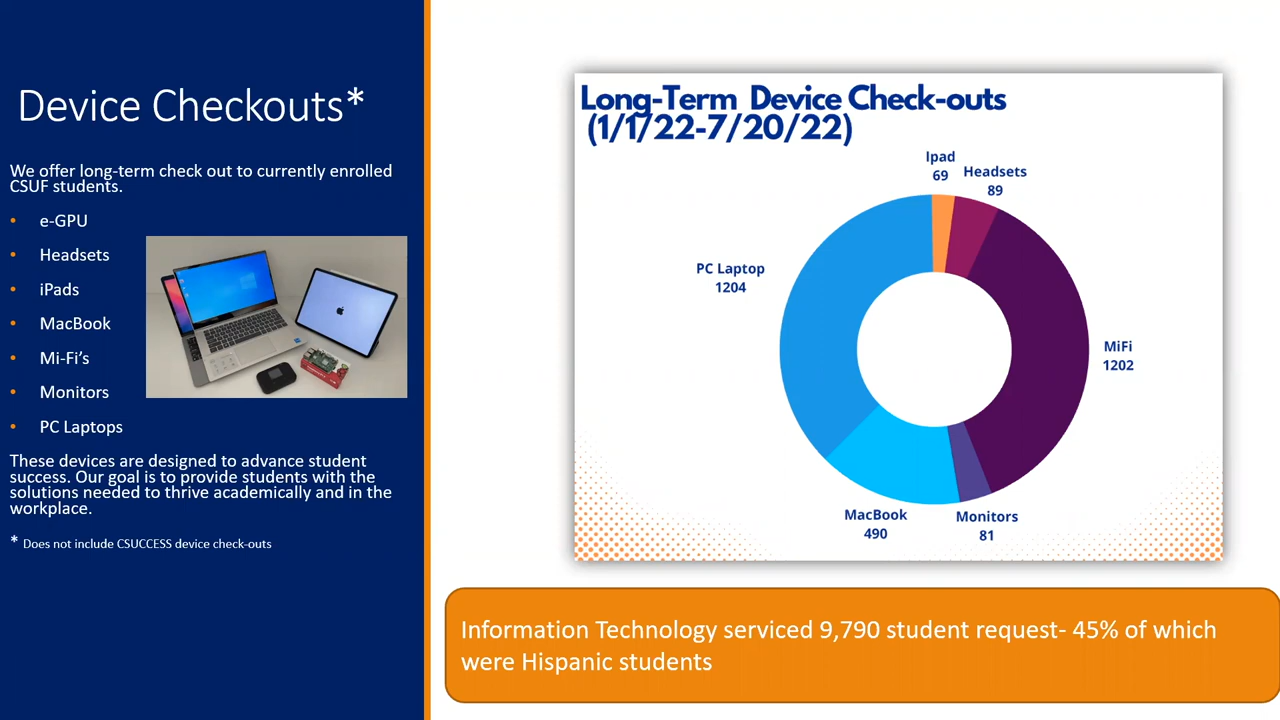 Device Checkouts*
We offer long-term check out to currently enrolled
CSUF students.
• e-GPU
• Headsets
• iPads
• MacBook
• Mi-Fi’s
• Monitors
• PC Laptops
These devices are designed to advance student
success. Our goal is to provide students with the
solutions needed to thrive academically and in the
workplace.
* Does not include CSUCCESS device check-outs
Long-Term Device Check-outs
(1/1/22-7/20/22)
Ipad
69
Headsets
89
PC Laptop
1204
MiFi
1202
MacBook
490
Monitors
81
Information Technology serviced 9,790 student request- 45% of which
were Hispanic students